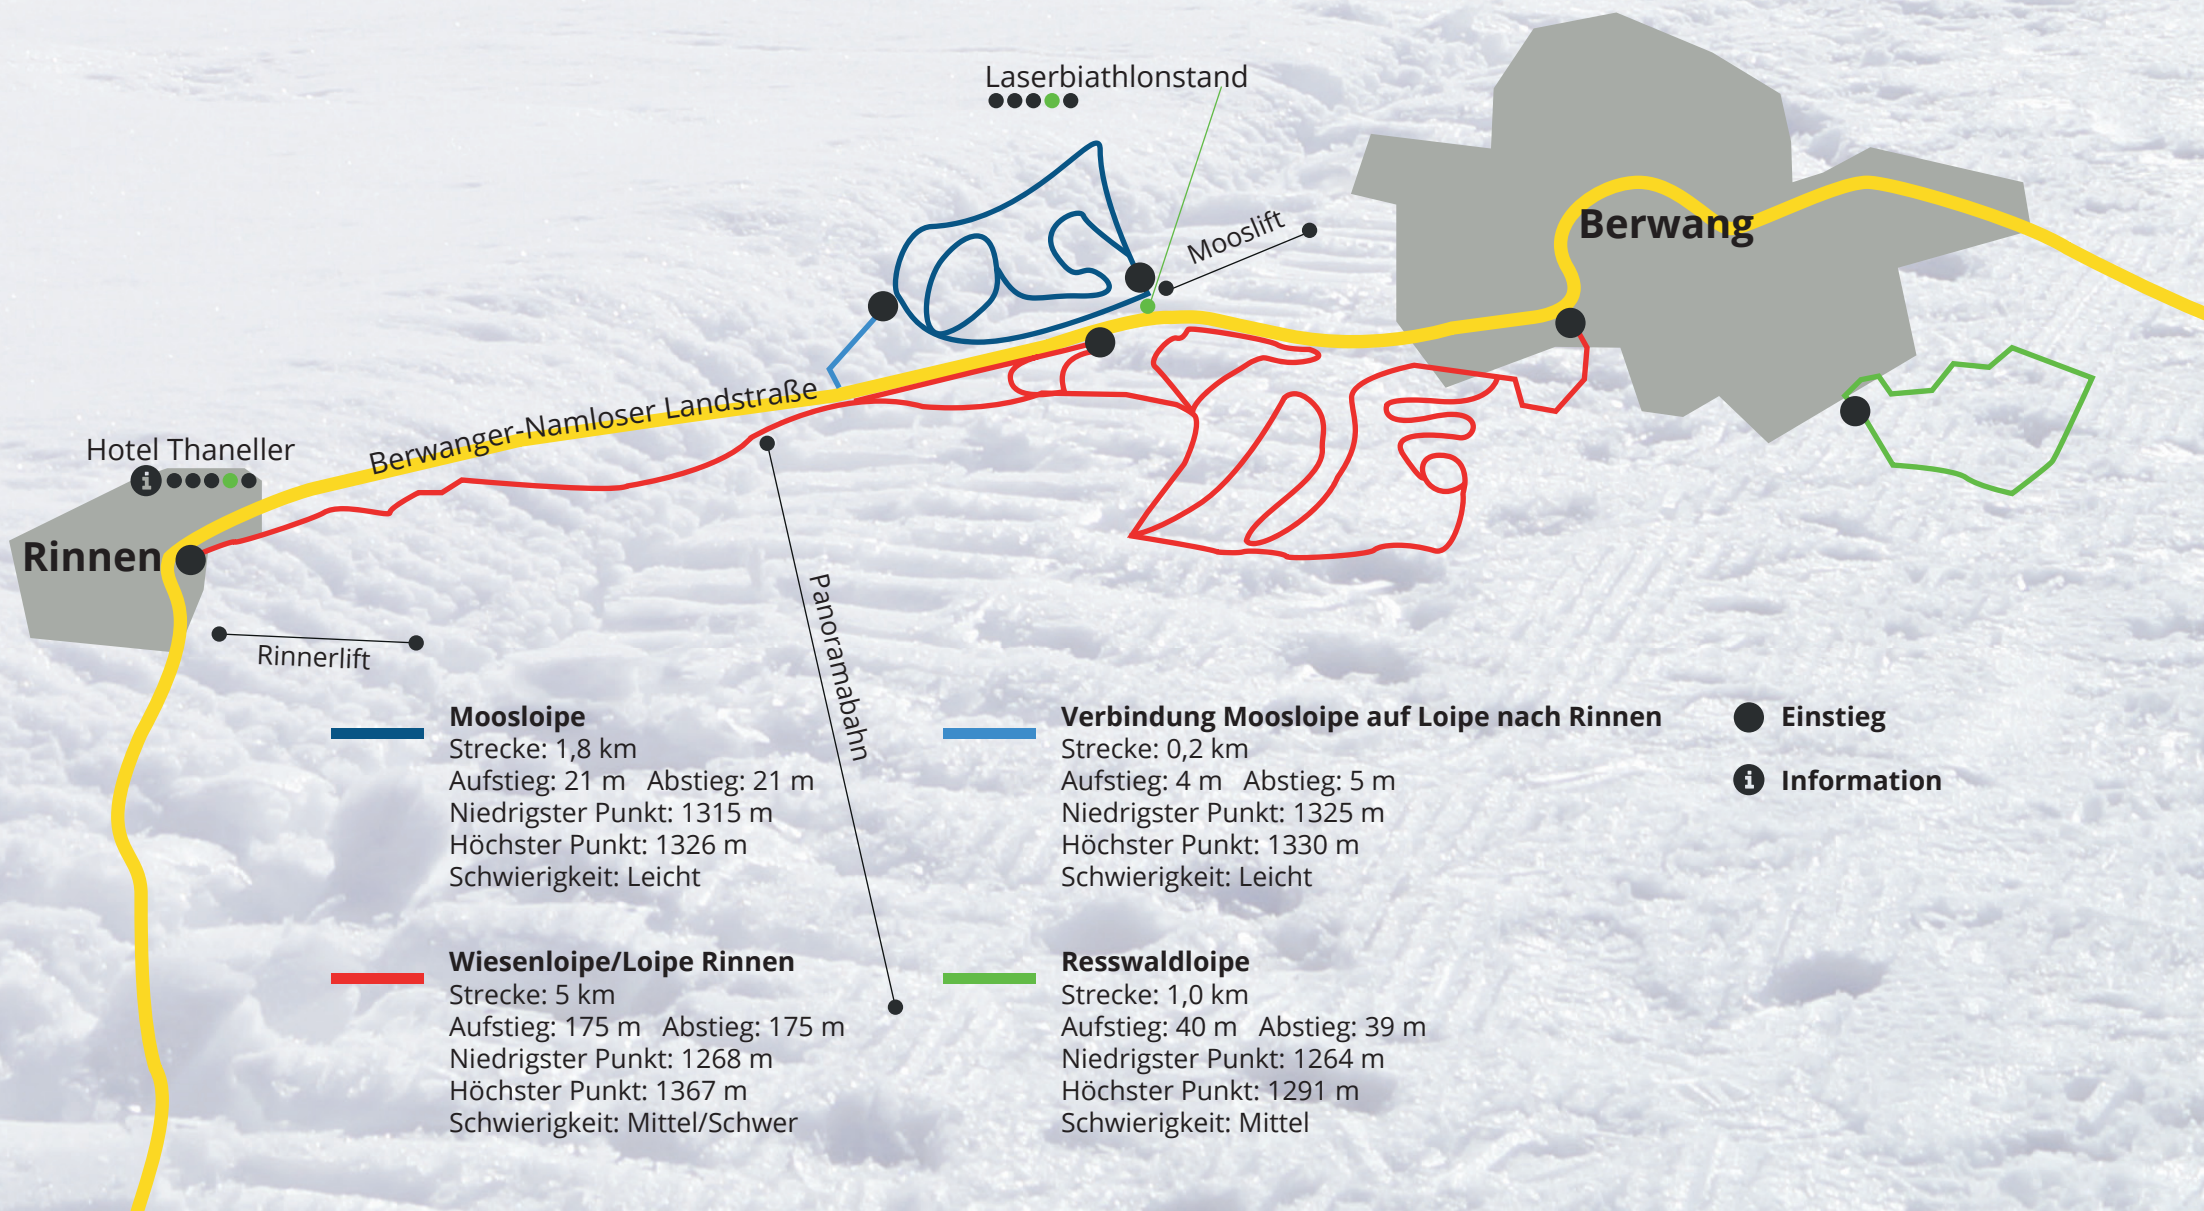 Laserbiathlonstand
Mooslift
Berwang
Berwanger-Namloser Landstraße
Hotel Thaneller
i
Rinnen
Rinnerlift
Panoramabahn
Moosloipe
Strecke: 1,8 km
Aufstieg: 21 m   Abstieg: 21 m
Niedrigster Punkt: 1315 m
Höchster Punkt: 1326 m
Schwierigkeit: Leicht
Verbindung Moosloipe auf Loipe nach Rinnen
Strecke: 0,2 km
Aufstieg: 4 m   Abstieg: 5 m
Niedrigster Punkt: 1325 m
Höchster Punkt: 1330 m
Schwierigkeit: Leicht
Einstieg
i Information
Wiesenloipe/Loipe Rinnen
Strecke: 5 km
Aufstieg: 175 m   Abstieg: 175 m
Niedrigster Punkt: 1268 m
Höchster Punkt: 1367 m
Schwierigkeit: Mittel/Schwer
Resswaldloipe
Strecke: 1,0 km
Aufstieg: 40 m   Abstieg: 39 m
Niedrigster Punkt: 1264 m
Höchster Punkt: 1291 m
Schwierigkeit: Mittel